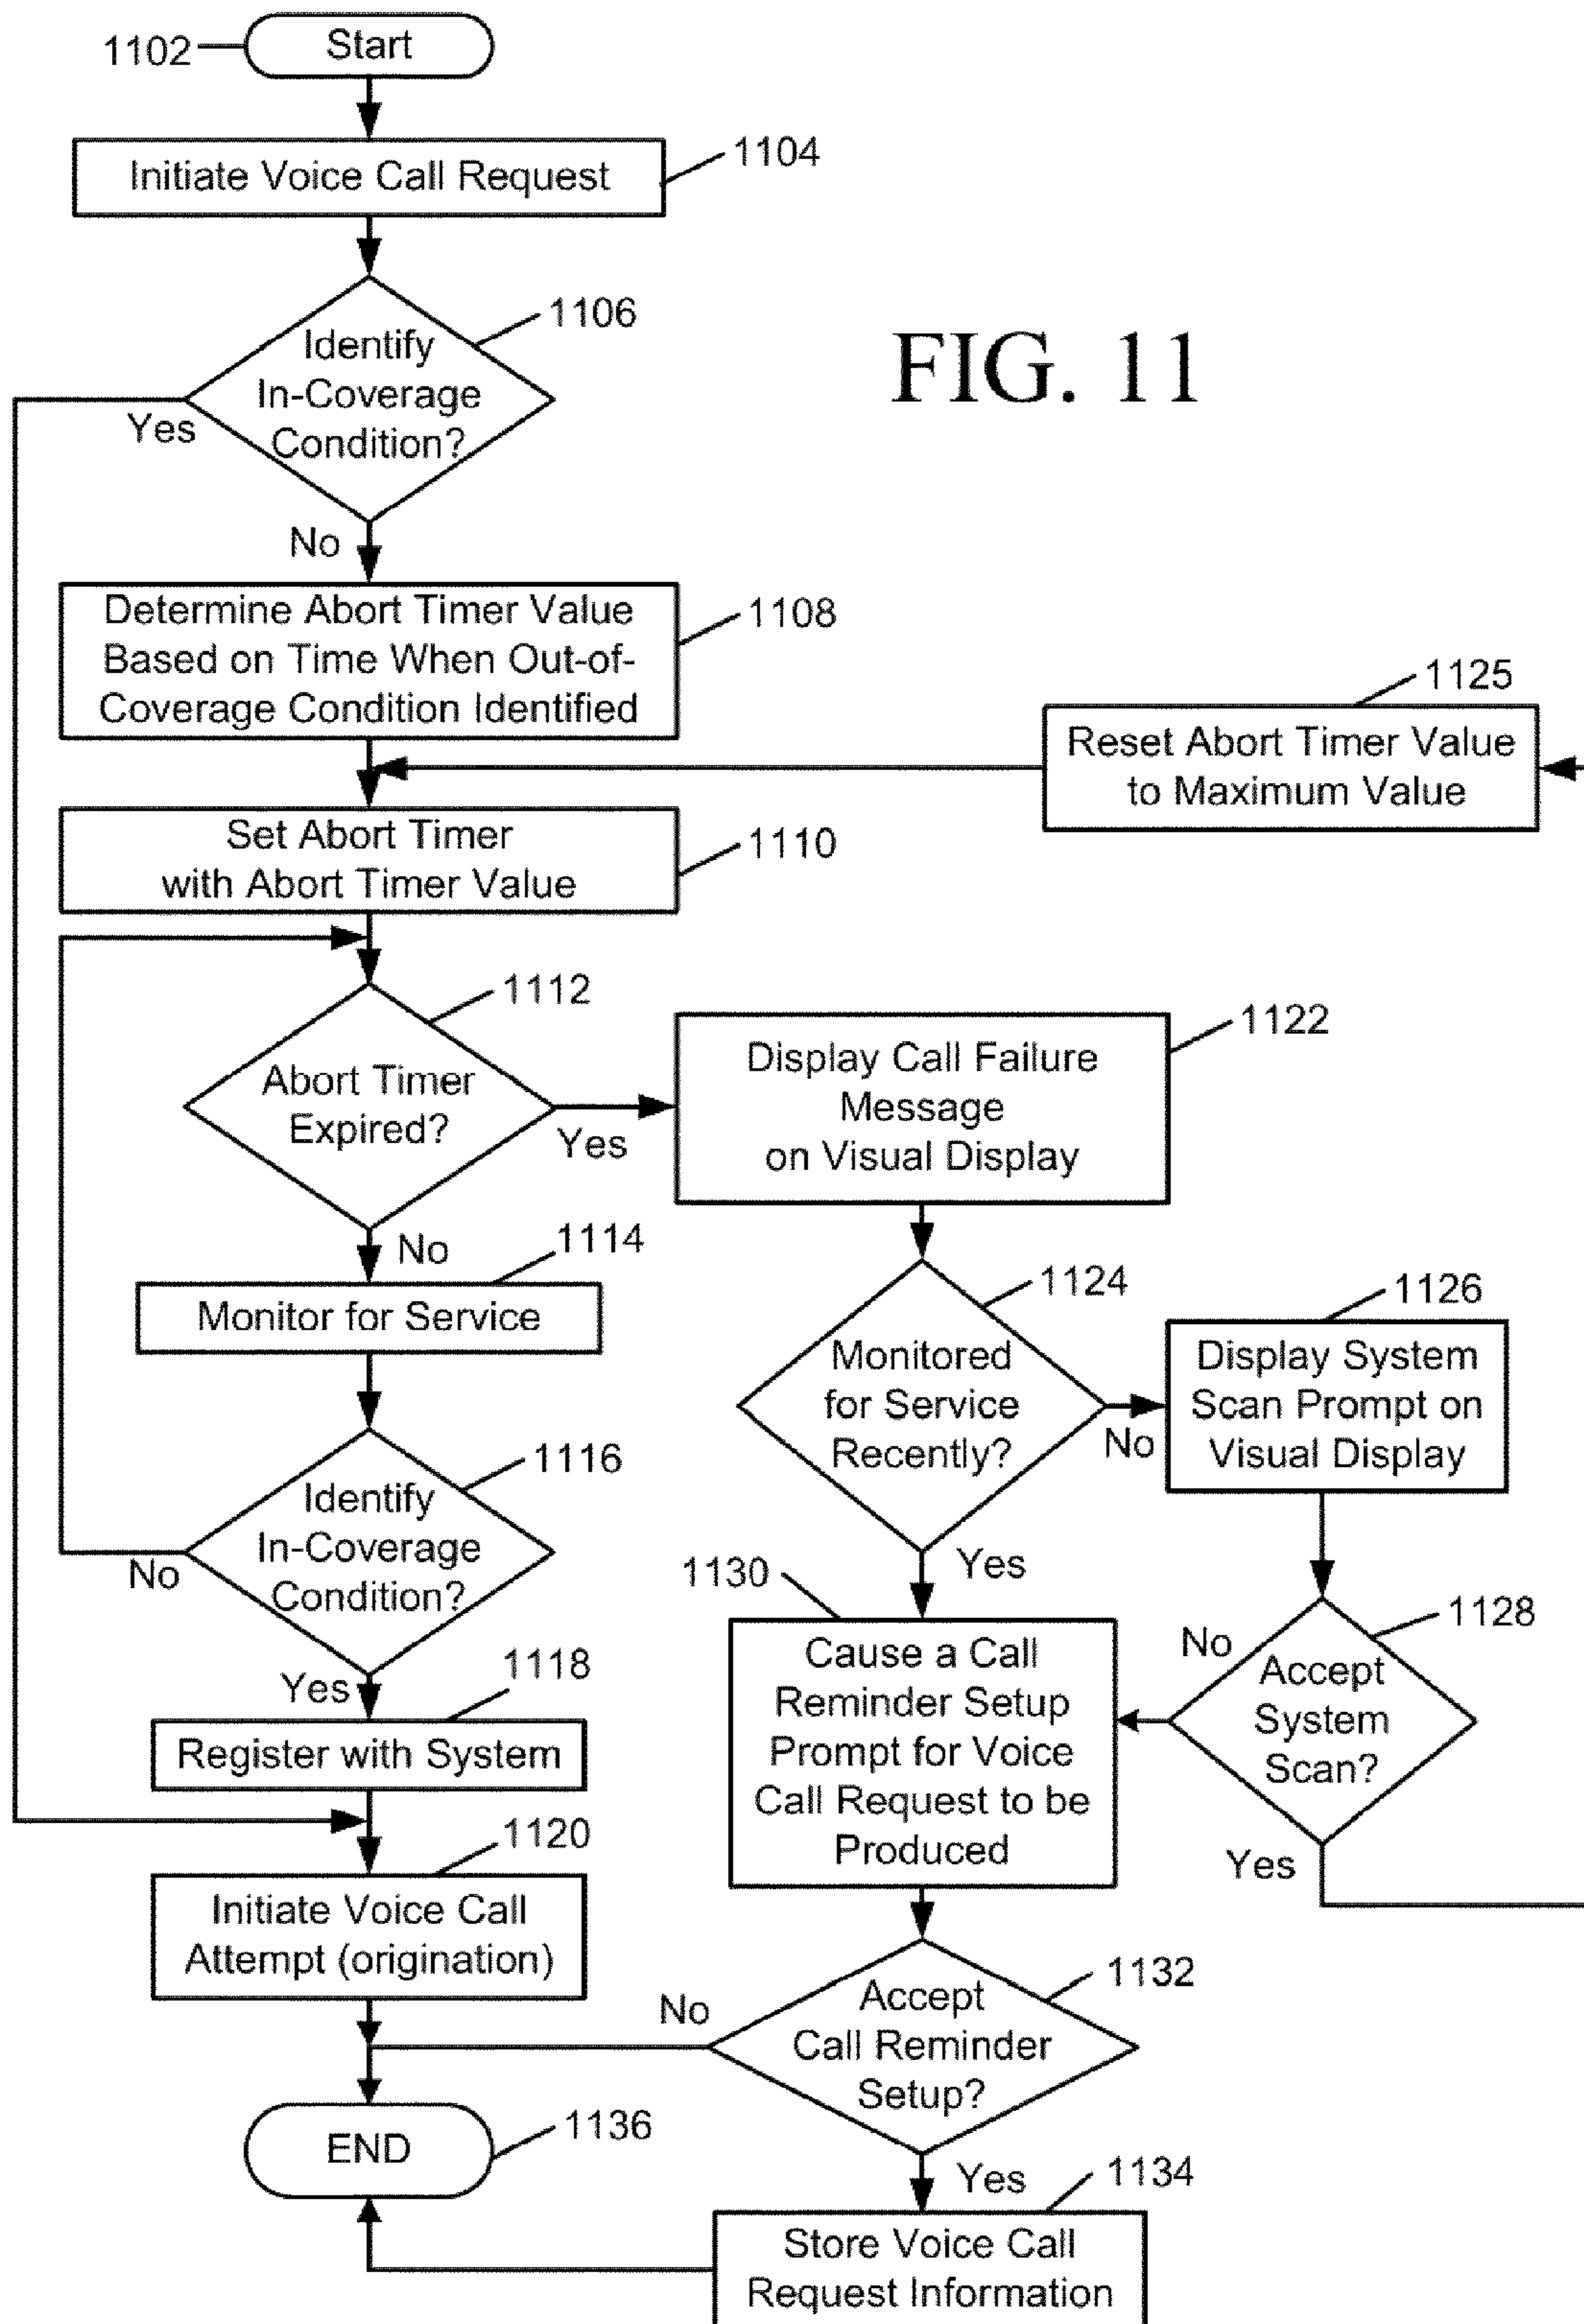 1102
Start
Initiate Voice Call Request
1104
Identify
In-Coverage
Condition?
1106
Yes
No
FIG. 11
Determine Abort Timer Value
Based on Time When Out-of-
Coverage Condition Identified
1108
1125
Reset Abort Timer Value
to Maximum Value
Set Abort Timer
with Abort Timer Value
1110
1112
Abort Timer
Expired?
Yes
No
1122
Display Call Failure
Message
on Visual Display
1114
Monitor for Service
1124
Monitored
for Service
Recently?
No
Yes
1126
Display System
Scan Prompt on
Visual Display
1116
Identify
In-Coverage
Condition?
No
Yes
1118
Register with System
1130
Cause a Call
Reminder Setup
Prompt for Voice
Call Request to be
Produced
1128
No
Accept
System
Scan?
Yes
1120
Initiate Voice Call
Attempt (origination)
1132
No
Accept
Call Reminder
Setup?
Yes
END
1136
1134
Store Voice Call
Request Information